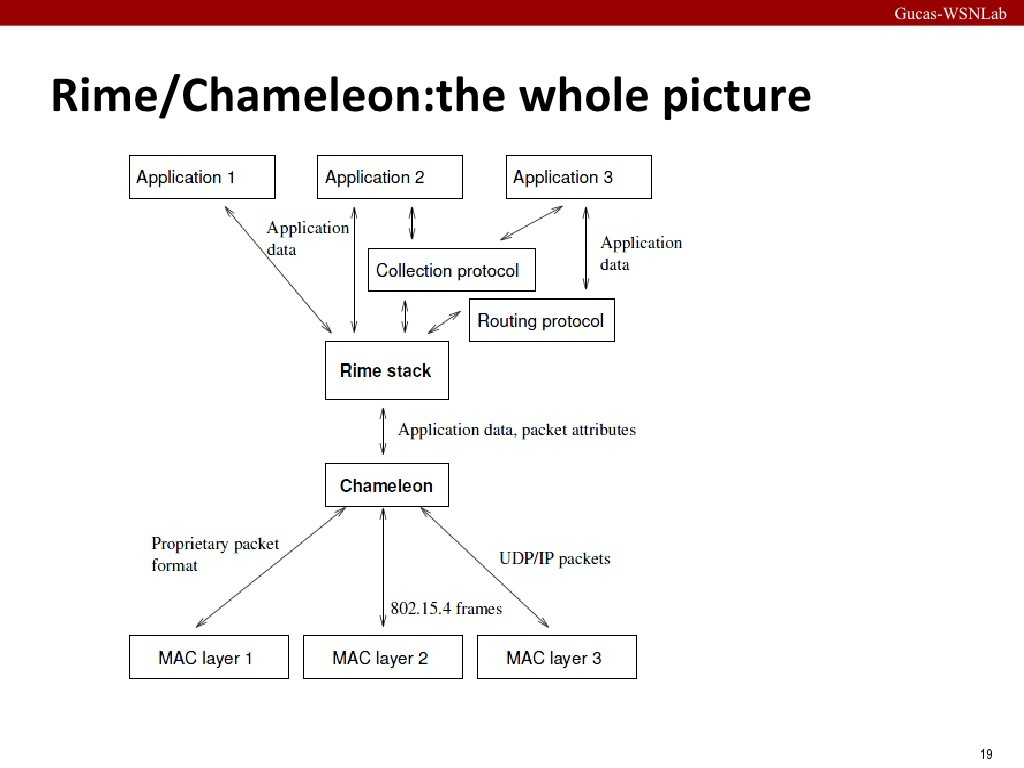 Gucas-WSNLab
Rime/Chameleon:the whole picture
Application 1
Application 2
Application 3
Application
data
Application
data
Collection protocol
Routing protocol
Rime stack
Application data, packet attributes
Chameleon
Proprietary packet
format
UDP/IP packets
802.15.4 frames
MAC layer 1
MAC layer 2
MAC layer 3
19